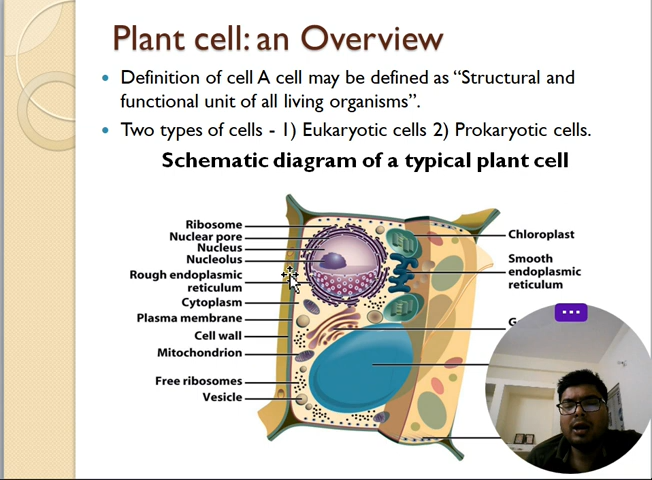 Plant cell: an Overview
Definition of cell A cell may be defined as “Structural and
functional unit of all living organisms”.
Two types of cells - 1) Eukaryotic cells 2) Prokaryotic cells.
Schematic diagram of a typical plant cell
Ribosome
Nuclear pore
Nucleus
Nucleolus
Rough endoplasmic
reticulum
Cytoplasm
Plasma membrane
Cell wall
Mitochondrion
Free ribosomes
Vesicle
Chloroplast
Smooth
endoplasmic
reticulum